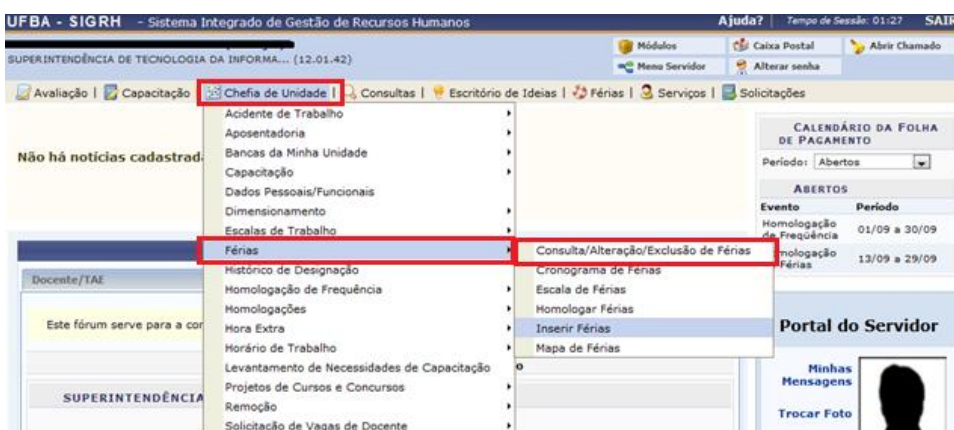 UFBA - SIGRH - Sistema Integrado de Gestão de Recursos Humanos
Ajuda? Tempo de Sessão: 01:27 SAIR
SUPERINTENDÊNCIA DE TECNOLOGIA DA INFORMA... (12.01.42)
Módulos Caixa Postal Abrir Chamado
Menu Servidor Alterar senha
Avaliação | Capacitação Chefia de Unidade | Consultas | Escritório de Ideias | Férias | Serviços | Solicitações
Não há notícias cadastrad
Acidente de Trabalho
Aposentadoria
Bancas da Minha Unidade
Capacitação
Dados Pessoais/Funcionais
Dimensionamento
Escalas de Trabalho
Férias
Histórico de Designação
Homologação de Frequência
Homologações
Hora Extra
Horário de Trabalho
Levantamento de Necessidades de Capacitação
Projetos de Cursos e Concursos
Remoção
Solicitação de Vagas de Docente
Consulta/Alteração/Exclusão de Férias
Cronograma de Férias
Escala de Férias
Homologar Férias
Inserir Férias
Mapa de Férias
Docente/TAE
Este fórum serve para a cor
o
SUPERINTENDÊNCIA
CALENDÁRIO DA FOLHA
DE PAGAMENTO
Período: Abertos
ABERTOS
Evento Período
Homologação
de Freqüência 01/09 a 30/09
mologação
Férias 13/09 a 29/09
Portal do Servidor
Minhas
Mensagens
Trocar Foto